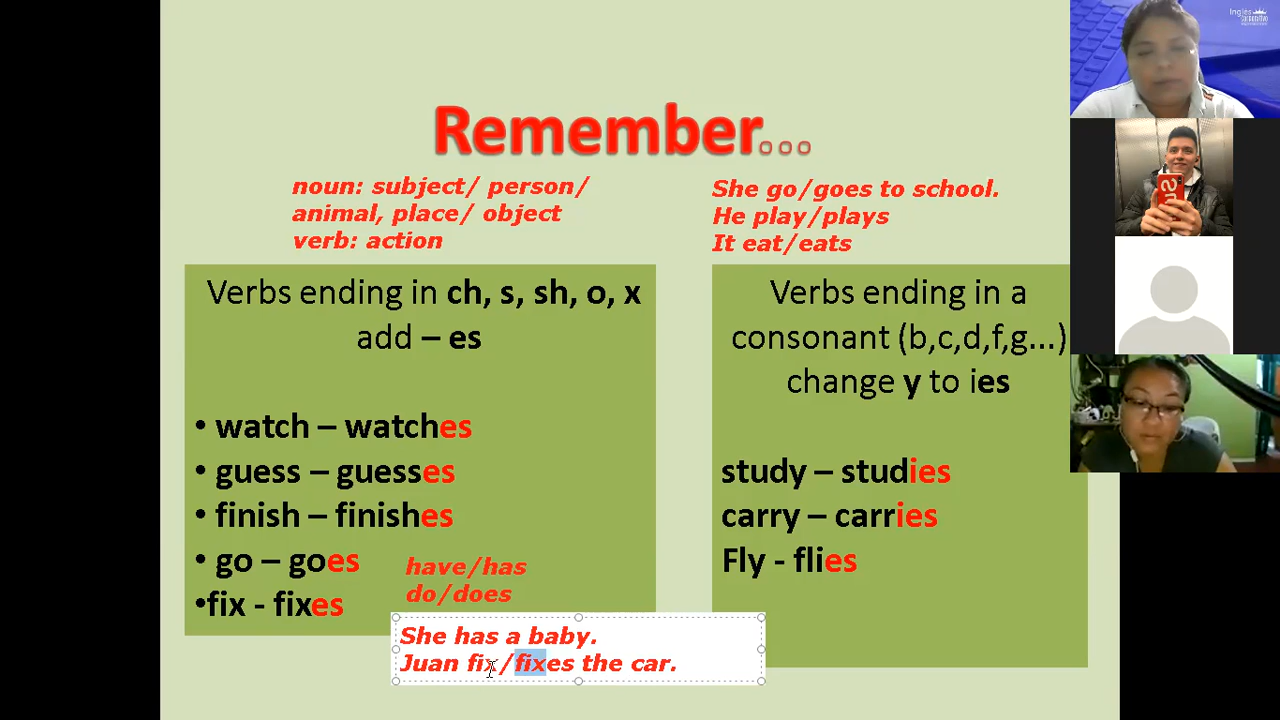 Remember...
noun: subject/ person/
animal, place/ object
verb: action
She go/goes to school.
He play/plays
It eat/eats
Verbs ending in ch, s, sh, o, x
add – es
• watch – watches
• guess – guesses
• finish – finishes
• go – goes
•fix - fixes
have/has
do/does
Verbs ending in a
consonant (b,c,d,f,g...)
change y to ies
study – studies
carry – carries
Fly - flies
She has a baby.
Juan fix/fixes the car.
Ingles